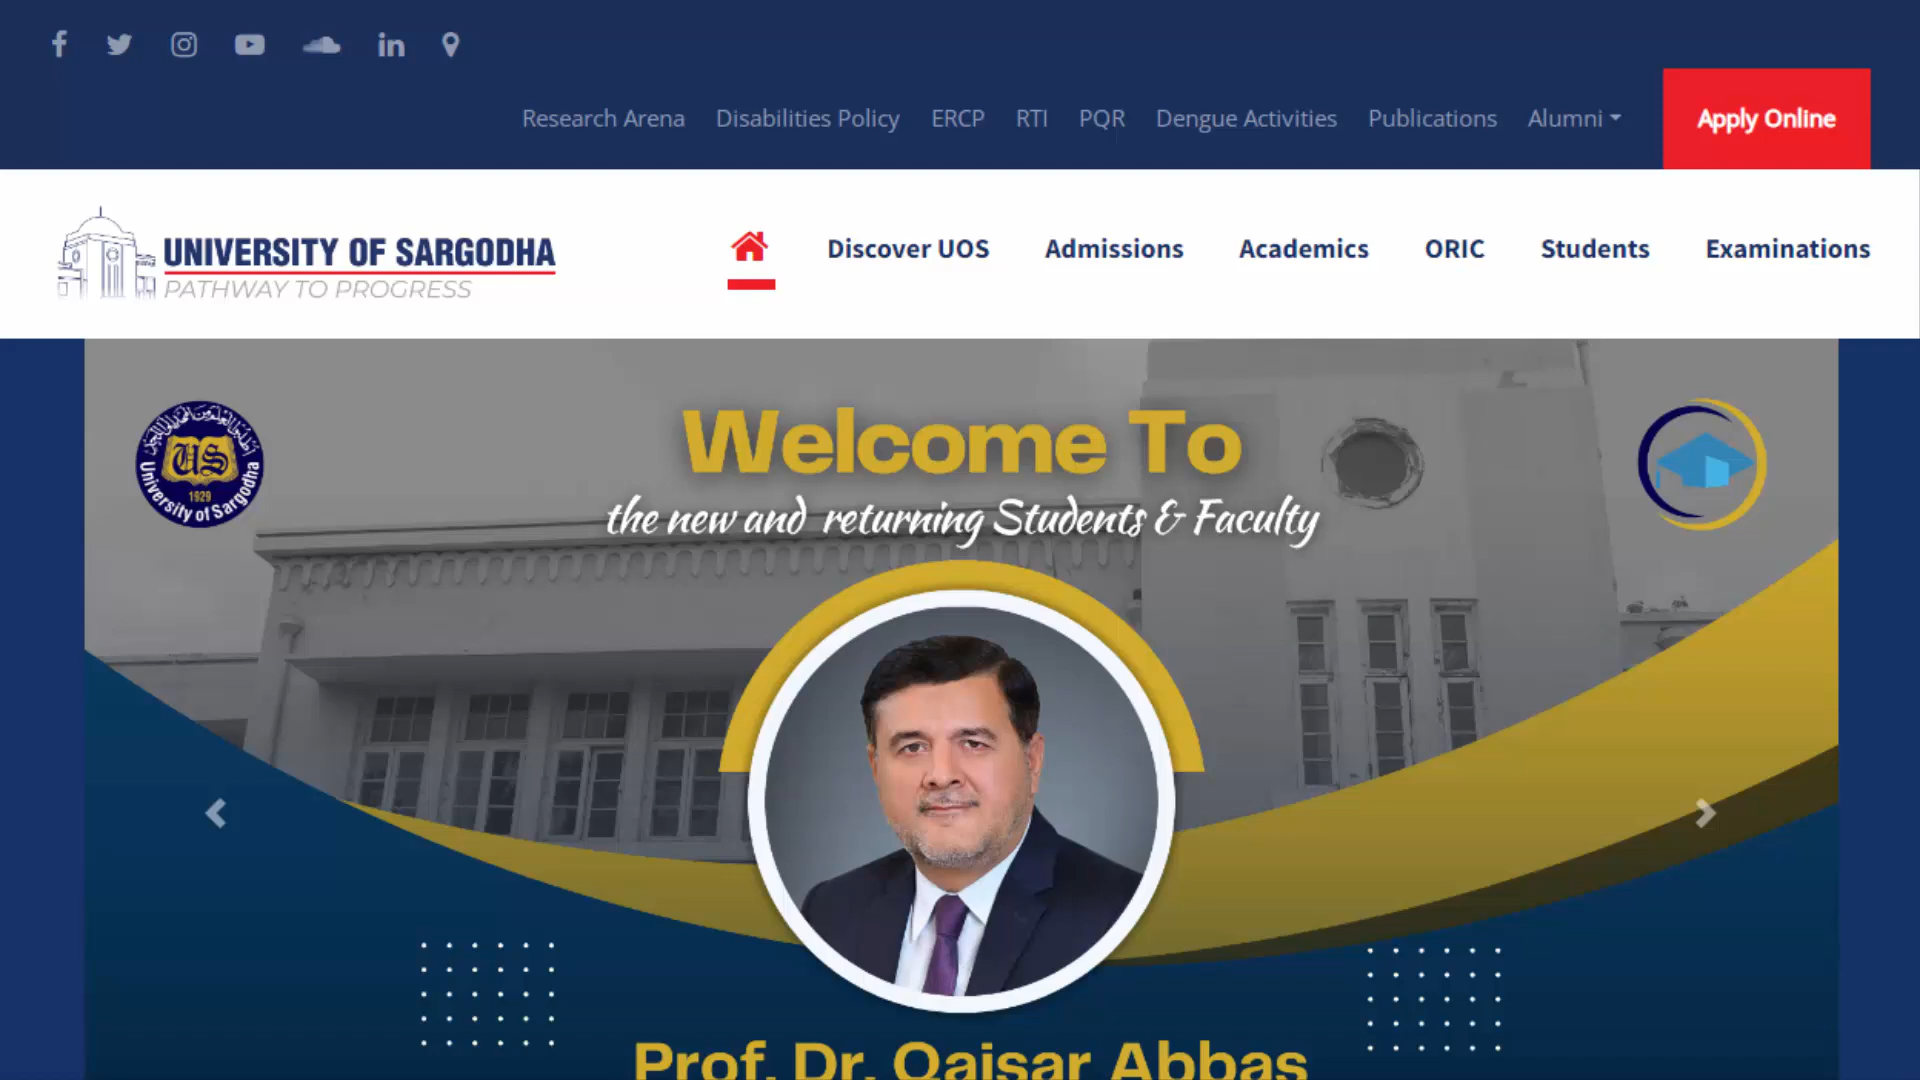 Research Arena Disabilities Policy ERCP RTI PQR Dengue Activities Publications Alumni Apply Online
UNIVERSITY OF SARGODHA
PATHWAY TO PROGRESS
Discover UOS Admissions Academics ORIC Students Examinations
Welcome To
the new and returning Students & Faculty
US
1929
University of Sargodha
Prof. Dr. Qaisar Abbas